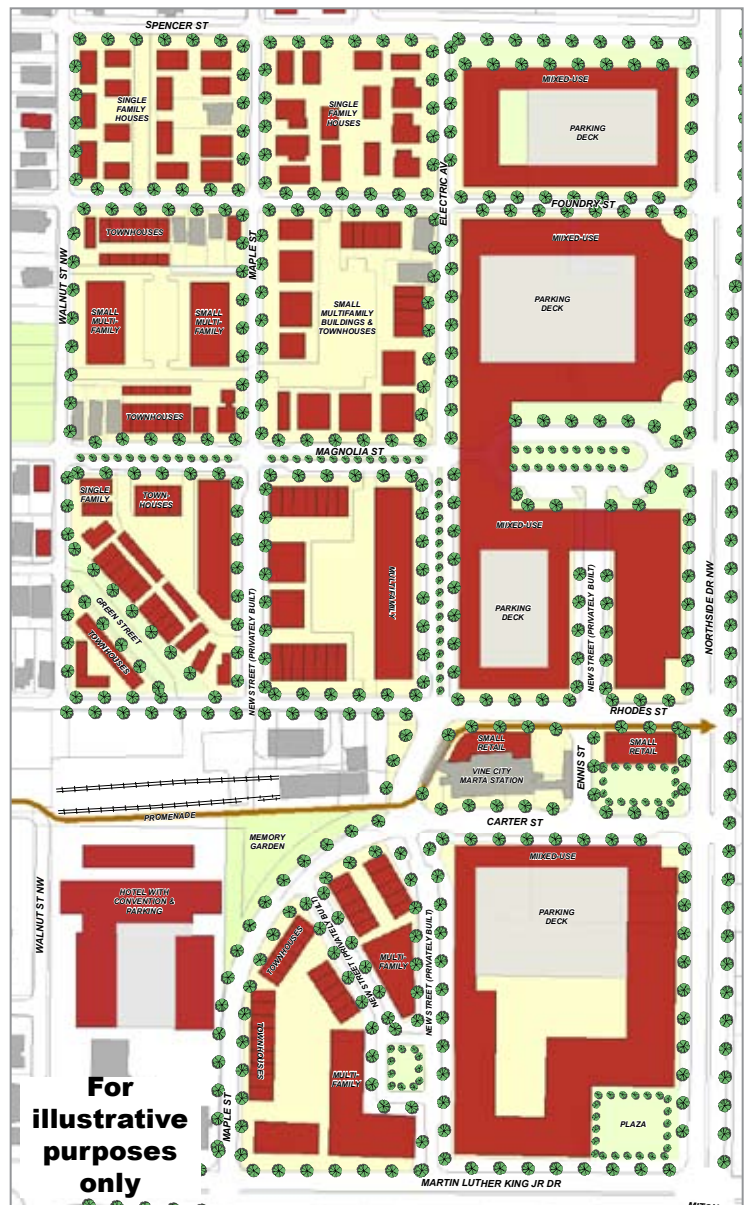 SPENCER ST
SINGLE
FAMILY
HOUSES
SINGLE
FAMILY
HOUSES
MIIXED-USE
PARKING
DECK
ELECTRIC AV
FOUNDRY ST
WALNUT ST NW
TOWNHOUSES
MAPLE ST
SMALL
MULTI-
FAMILY
SMALL
MULTI-
FAMILY
TOWNHOUSES
SMALL
MULTIFAMILY
BUILDINGS &
TOWNHOUSES
MIIXED-USE
PARKING
DECK
MAGNOLIA ST
SINGLE
FAMILY
TOWN-
HOUSES
GREEN STREET
TOWNHOUSES
NEW STREET (PRIVATELY BUILT)
MULTIFAMILY
MIIXED-USE
PARKING
DECK
NEW STREET (PRIVATELY BUILT)
NORTHSIDE DR NW
RHODES ST
SMALL
RETAIL
VINE CITY
MARTA STATION
ENNIS ST
SMALL
RETAIL
PROMENADE
CARTER ST
MEMORY
GARDEN
WALNUT ST NW
HOTEL WITH
CONVENTION &
PARKING
TOWNHOUSES
NEW STREET (PRIVATELY BUILT)
MULTI-
FAMILY
NEW STREET (PRIVATELY BUILT)
MIIXED-USE
PARKING
DECK
TOWNHOUSES
MULTI-
FAMILY
MAPLE ST
PLAZA
For
illustrative
purposes
only
MARTIN LUTHER KING JR DR